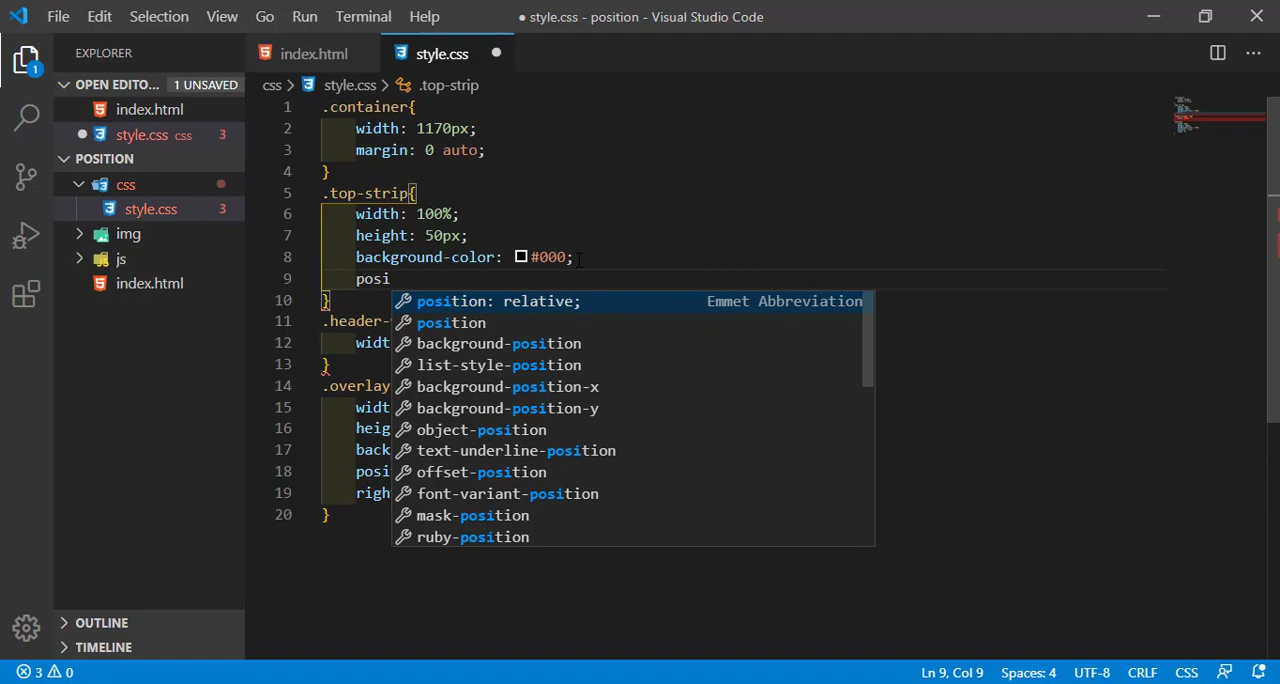 File Edit Selection View Go Run Terminal Help ● style.css - position - Visual Studio Code
EXPLORER
index.html style.css
OPEN EDITO... 1 UNSAVED
css style.css .top-strip
index.html
style.css css 3
POSITION
css
style.css 3
img
js
index.html
1 .container{
2 width: 1170px;
3 margin: 0 auto;
4 }
5 .top-strip{
6 width: 100%;
7 height: 50px;
8 background-color: #000;
9 posi
10 }
11 .header-
12 widt
13 }
14 .overlay
15 widt
16 heig
17 back
18 posi
19 righ
20 }
position: relative; Emmet Abbreviation
position
background-position
list-style-position
background-position-x
background-position-y
object-position
text-underline-position
offset-position
font-variant-position
mask-position
ruby-position
OUTLINE
TIMELINE
3 0 Ln 9, Col 9 Spaces: 4 UTF-8 CRLF CSS
1